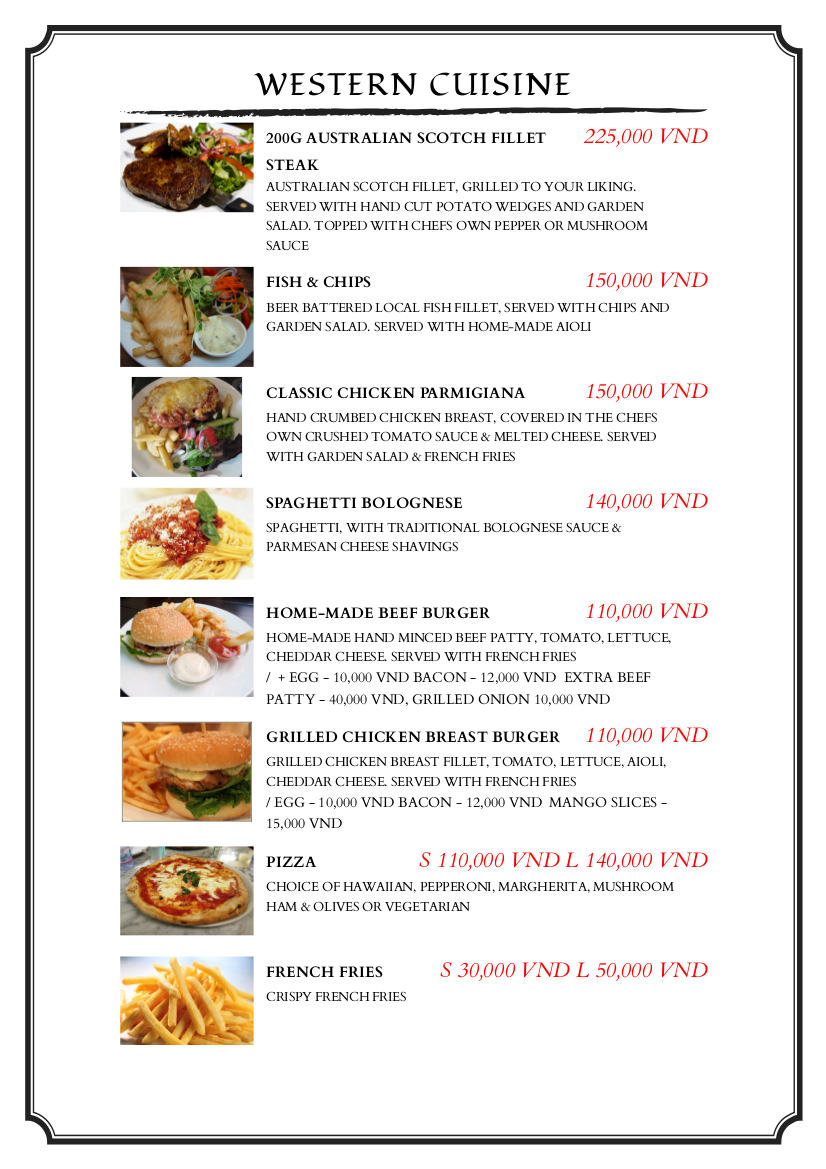 WESTERN CUISINE
200G AUSTRALIAN SCOTCH FILLET 225,000 VND
STEAK
AUSTRALIAN SCOTCH FILLET, GRILLED TO YOUR LIKING.
SERVED WITH HAND CUT POTATO WEDGES AND GARDEN
SALAD. TOPPED WITH CHEFS OWN PEPPER OR MUSHROOM
SAUCE
FISH & CHIPS 150,000 VND
BEER BATTERED LOCAL FISH FILLET, SERVED WITH CHIPS AND
GARDEN SALAD. SERVED WITH HOME-MADE AIOLI
CLASSIC CHICKEN PARMIGIANA 150,000 VND
HAND CRUMBED CHICKEN BREAST, COVERED IN THE CHEFS
OWN CRUSHED TOMATO SAUCE & MELTED CHEESE. SERVED
WITH GARDEN SALAD & FRENCH FRIES
SPAGHETTI BOLOGNESE 140,000 VND
SPAGHETTI, WITH TRADITIONAL BOLOGNESE SAUCE &
PARMESAN CHEESE SHAVINGS
HOME-MADE BEEF BURGER 110,000 VND
HOME-MADE HAND MINCED BEEF PATTY, TOMATO, LETTUCE,
CHEDDAR CHEESE. SERVED WITH FRENCH FRIES
/ + EGG - 10,000 VND BACON - 12,000 VND EXTRA BEEF
PATTY - 40,000 VND, GRILLED ONION 10,000 VND
GRILLED CHICKEN BREAST BURGER 110,000 VND
GRILLED CHICKEN BREAST FILLET, TOMATO, LETTUCE, AIOLI,
CHEDDAR CHEESE. SERVED WITH FRENCH FRIES
/ EGG - 10,000 VND BACON - 12,000 VND MANGO SLICES -
15,000 VND
PIZZA S 110,000 VND L 140,000 VND
CHOICE OF HAWAIIAN, PEPPERONI, MARGHERITA, MUSHROOM
HAM & OLIVES OR VEGETARIAN
FRENCH FRIES S 30,000 VND L 50,000 VND
CRISPY FRENCH FRIES